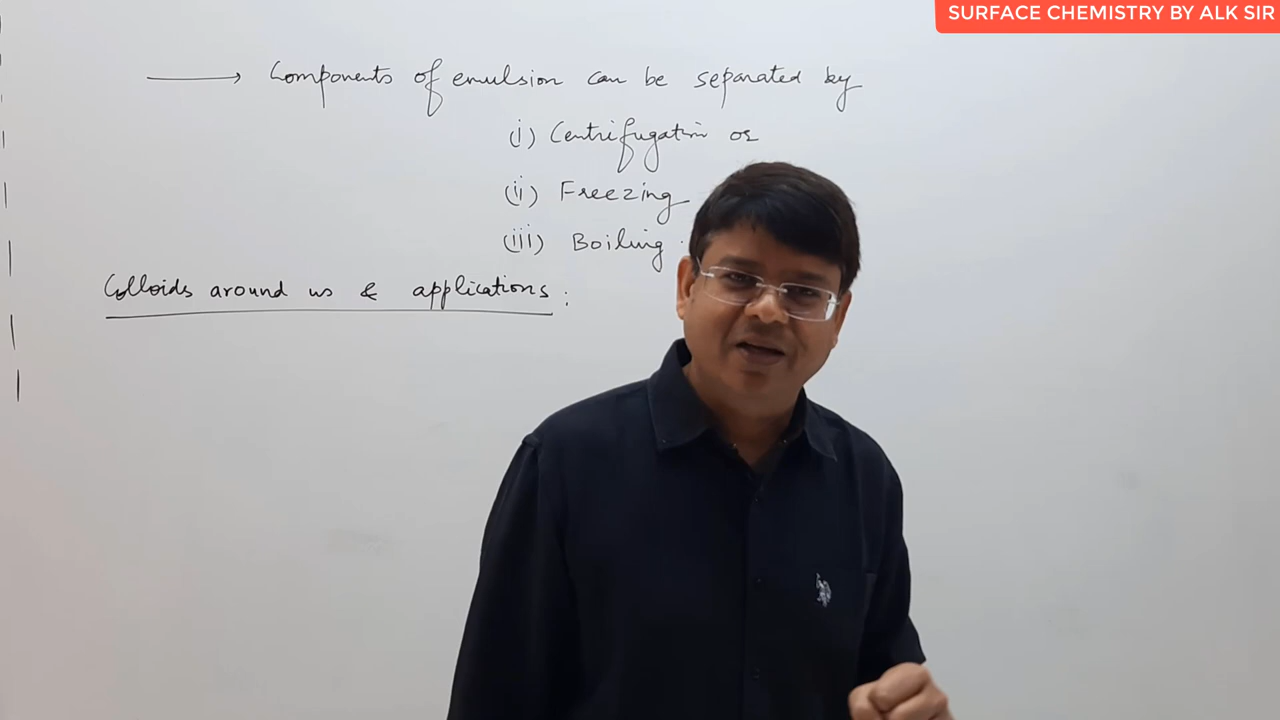 SURFACE CHEMISTRY BY ALK SIR
⟶ Components of emulsion can be separated by
(i) Centrifugation or
(ii) Freezing
(iii) Boiling .
Colloids around us & applications :